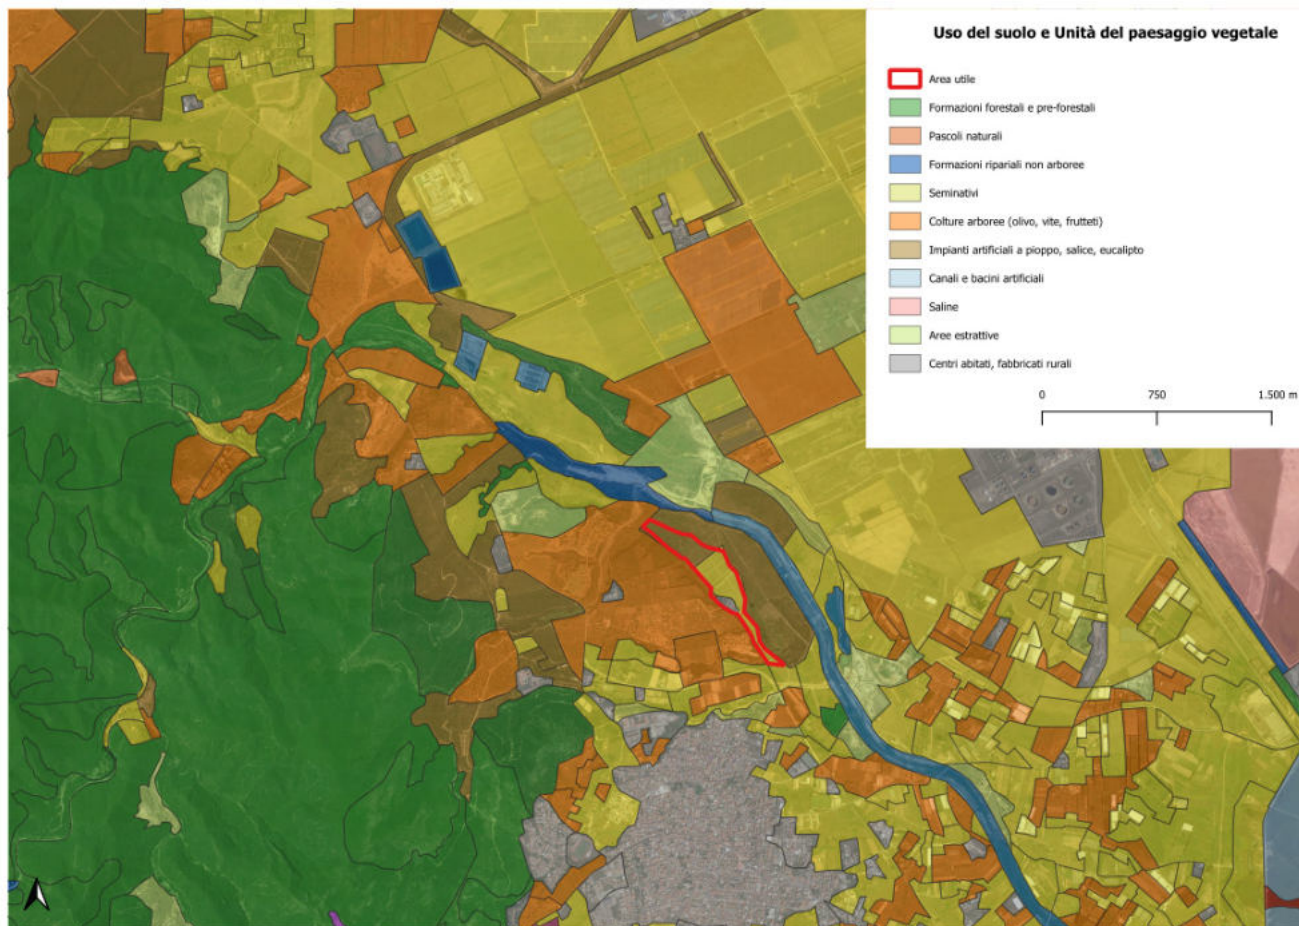 Uso del suolo e Unità del paesaggio vegetale
Area utile
Formazioni forestali e pre-forestali
Pascoli naturali
Formazioni ripariali non arboree
Seminativi
Colture arboree (olivo, vite, frutteti)
Impianti artificiali a pioppo, salice, eucalipto
Canali e bacini artificiali
Saline
Aree estrattive
Centri abitati, fabbricati rurali
0 750 1.500 m